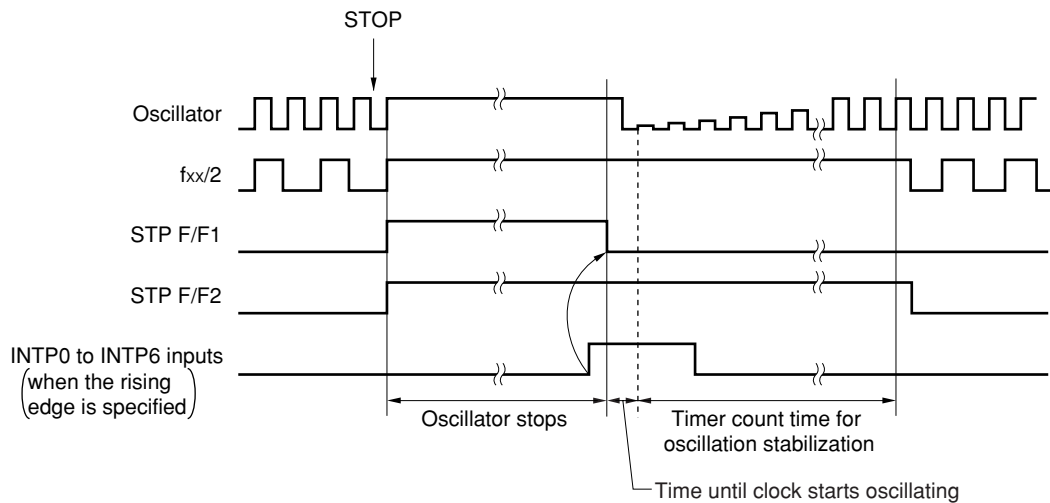 STOP
Oscillator
fxx/2
STP F/F1
STP F/F2
INTP0 to INTP6 inputs
(when the rising
edge is specified)
Oscillator stops
Timer count time for
oscillation stabilization
Time until clock starts oscillating